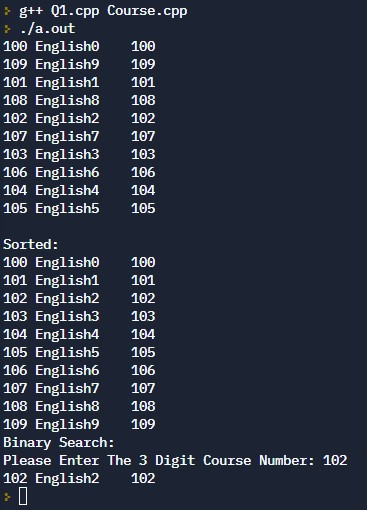 > g++ Q1.cpp Course.cpp
> ./a.out
100 English0    100
109 English9    109
101 English1    101
108 English8    108
102 English2    102
107 English7    107
103 English3    103
106 English6    106
104 English4    104
105 English5    105

Sorted:
100 English0    100
101 English1    101
102 English2    102
103 English3    103
104 English4    104
105 English5    105
106 English6    106
107 English7    107
108 English8    108
109 English9    109
Binary Search:
Please Enter The 3 Digit Course Number: 102
102 English2    102
>